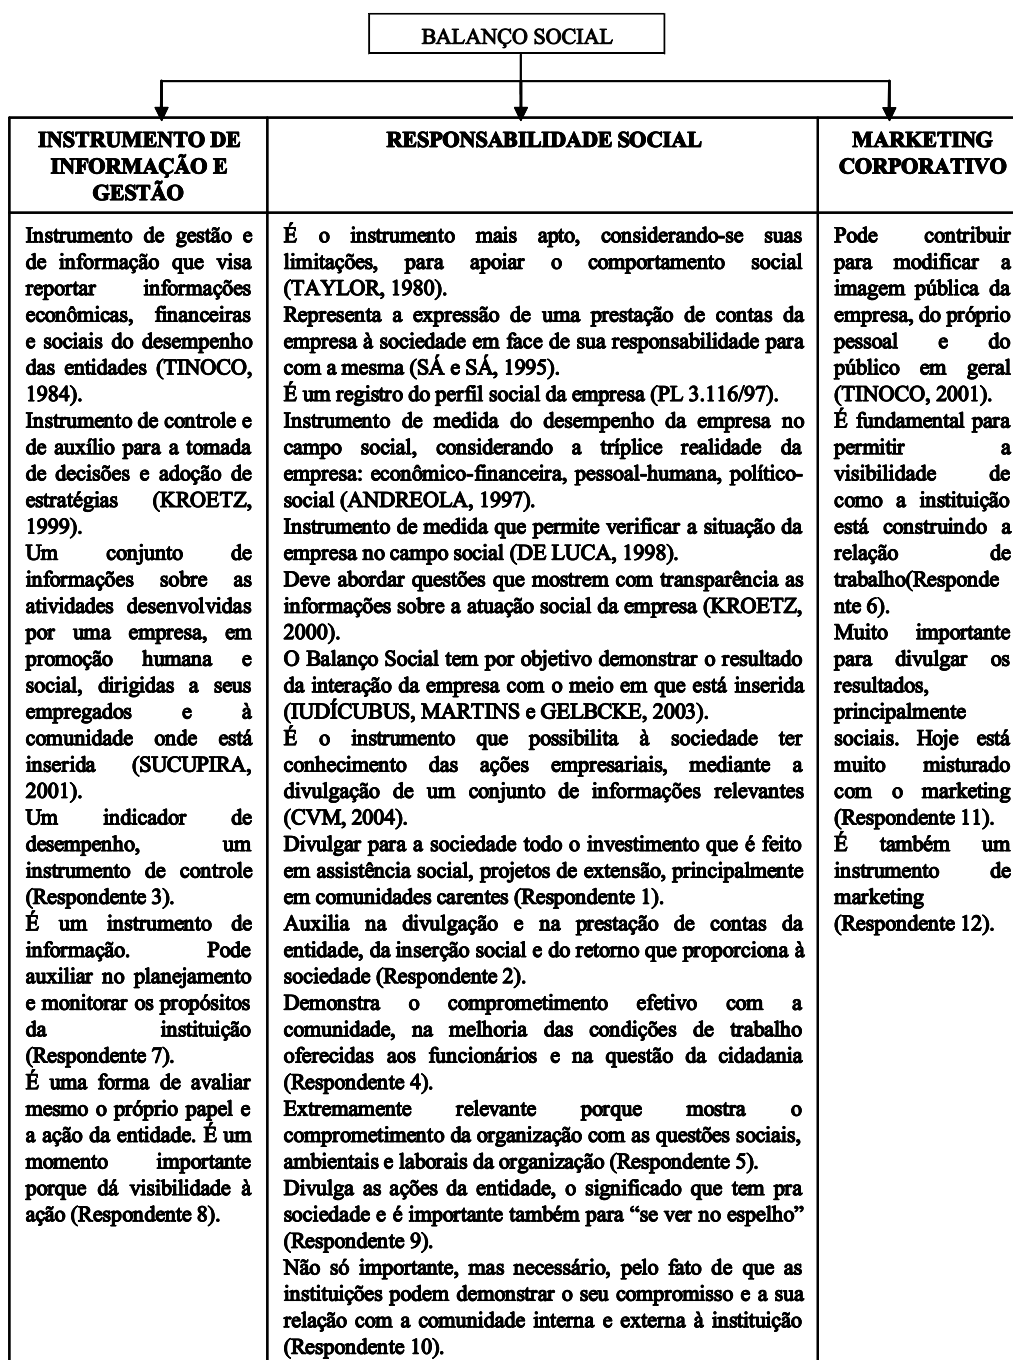 BALANÇO SOCIAL
INSTRUMENTO DE
INFORMAÇÃO E
GESTÃO
RESPONSABILIDADE SOCIAL
MARKETING
CORPORATIVO
Instrumento de gestão e
de informação que visa
reportar informações
econômicas, financeiras
e sociais do desempenho
das entidades (TINOCO,
1984).
Instrumento de controle e
de auxílio para a tomada
de decisões e adoção de
estratégias (KROETZ,
1999).
Um conjunto de
informações sobre as
atividades desenvolvidas
por uma empresa, em
promoção humana e
social, dirigidas a seus
empregados e à
comunidade onde está
inserida (SUCUPIRA,
2001).
Um indicador de
desempenho, um
instrumento de controle
(Respondente 3).
É um instrumento de
informação. Pode
auxiliar no planejamento
e monitorar os propósitos
da instituição
(Respondente 7).
É uma forma de avaliar
mesmo o próprio papel e
a ação da entidade. É um
momento importante
porque dá visibilidade à
ação (Respondente 8).
É o instrumento mais apto, considerando-se suas
limitações, para apoiar o comportamento social
(TAYLOR, 1980).
Representa a expressão de uma prestação de contas da
empresa à sociedade em face de sua responsabilidade para
com a mesma (SÁ e SÁ, 1995).
É um registro do perfil social da empresa (PL 3.116/97).
Instrumento de medida do desempenho da empresa no
campo social, considerando a tríplice realidade da
empresa: econômico-financeira, pessoal-humana, político-
social (ANDREOLA, 1997).
Instrumento de medida que permite verificar a situação da
empresa no campo social (DE LUCA, 1998).
Deve abordar questões que mostrem com transparência as
informações sobre a atuação social da empresa (KROETZ,
2000).
O Balanço Social tem por objetivo demonstrar o resultado
da interação da empresa com o meio em que está inserida
(IUDÍCUBUS, MARTINS e GELBCKE, 2003).
É o instrumento que possibilita à sociedade ter
conhecimento das ações empresariais, mediante a
divulgação de um conjunto de informações relevantes
(CVM, 2004).
Divulgar para a sociedade todo o investimento que é feito
em assistência social, projetos de extensão, principalmente
em comunidades carentes (Respondente 1).
Auxilia na divulgação e na prestação de contas da
entidade, da inserção social e do retorno que proporciona à
sociedade (Respondente 2).
Demonstra o comprometimento efetivo com a
comunidade, na melhoria das condições de trabalho
oferecidas aos funcionários e na questão da cidadania
(Respondente 4).
Extremamente relevante porque mostra o
comprometimento da organização com as questões sociais,
ambientais e laborais da organização (Respondente 5).
Divulga as ações da entidade, o significado que tem pra
sociedade e é importante também para “se ver no espelho”
(Respondente 9).
Não só importante, mas necessário, pelo fato de que as
instituições podem demonstrar o seu compromisso e a sua
relação com a comunidade interna e externa à instituição
(Respondente 10).
Pode contribuir
para modificar a
imagem pública da
empresa, do próprio
pessoal e do
público em geral
(TINOCO, 2001).
É fundamental para
permitir a
visibilidade de
como a instituição
está construindo a
relação de
trabalho(Responde
nte 6).
Muito importante
para divulgar os
resultados,
principalmente
sociais. Hoje está
muito misturado
com o marketing
(Respondente 11).
É também um
instrumento de
marketing
(Respondente 12).